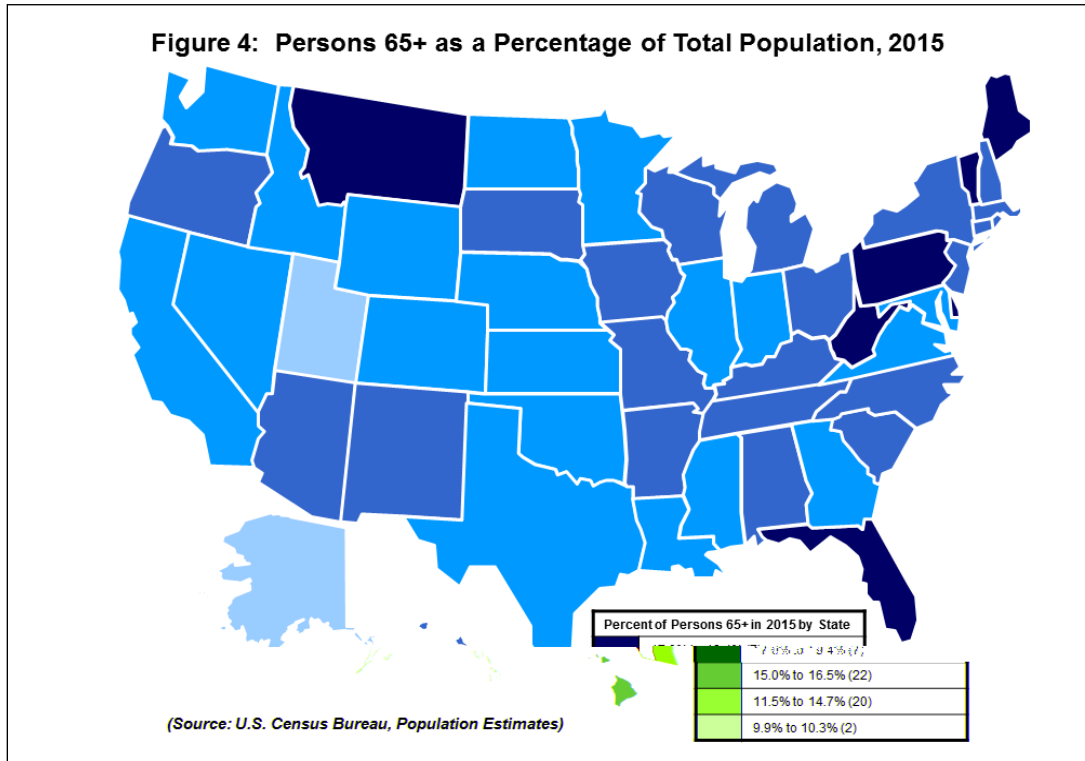 Figure 4: Persons 65+ as a Percentage of Total Population, 2015
Percent of Persons 65+ in 2015 by State
15.0% to 16.5% (22)
11.5% to 14.7% (20)
9.9% to 10.3% (2)
(Source: U.S. Census Bureau, Population Estimates)